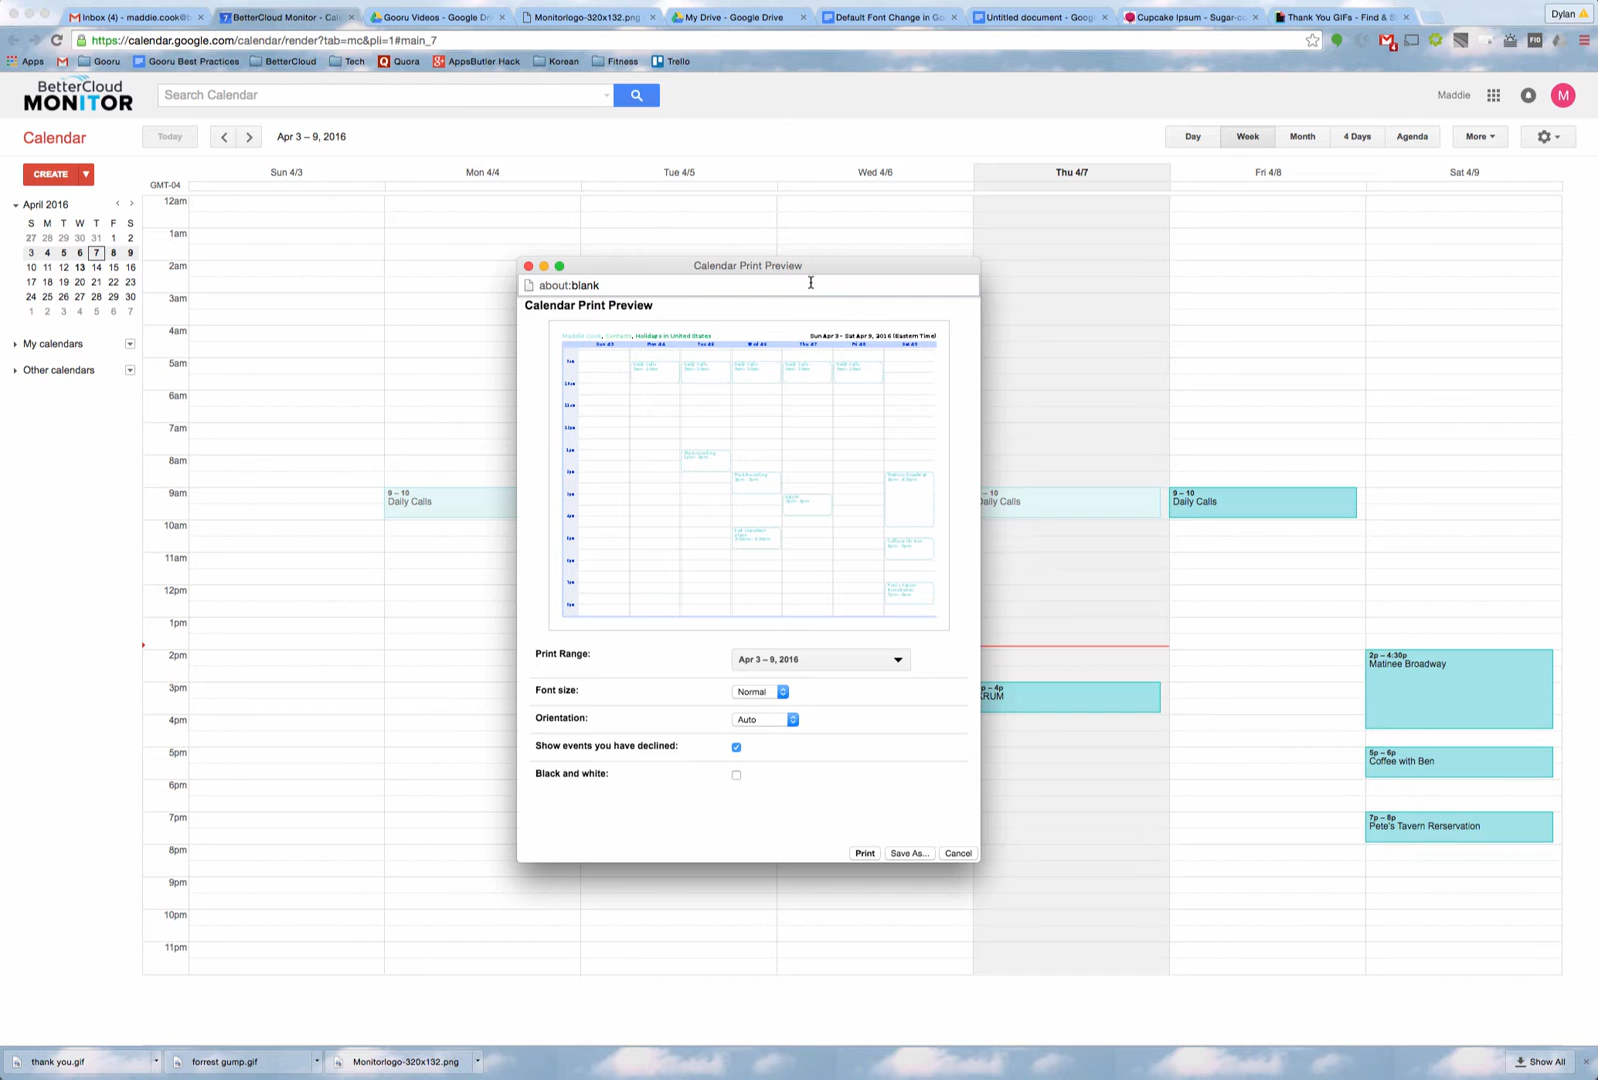 Inbox (4) - maddie.cook@b
BetterCloud Monitor - Cal
Gooru Videos - Google Dri
Monitorlogo-320x132.png
My Drive - Google Drive
Default Font Change in Go
Untitled document - Googl
Cupcake Ipsum - Sugar-co
Thank You GIFs - Find & S
Dylan
https://calendar.google.com/calendar/render?tab=mc&pli=1#main_7
Apps
Gooru
Gooru Best Practices
BetterCloud
Tech
Quora
AppsButler Hack
Korean
Fitness
Trello
BetterCloud
MONITOR
Search Calendar
Maddie
M
Calendar
Today
Apr 3 – 9, 2016
Day
Week
Month
4 Days
Agenda
More
CREATE
April 2016
S M T W T F S
27 28 29 30 31 1 2
3 4 5 6 7 8 9
10 11 12 13 14 15 16
17 18 19 20 21 22 23
24 25 26 27 28 29 30
1 2 3 4 5 6 7
My calendars
Other calendars
Sun 4/3
Mon 4/4
Tue 4/5
Wed 4/6
Thu 4/7
Fri 4/8
Sat 4/9
GMT-04
12am
1am
2am
3am
4am
5am
6am
7am
8am
9am
10am
11am
12pm
1pm
2pm
3pm
4pm
5pm
6pm
7pm
8pm
9pm
10pm
11pm
9 – 10
Daily Calls
– 10
Daily Calls
9 – 10
Daily Calls
p – 4p
KRUM
2p – 4:30p
Matinee Broadway
5p – 6p
Coffee with Ben
7p – 8p
Pete's Tavern Rerservation
Calendar Print Preview
about:blank
Calendar Print Preview
Maddie Cook, Contacts, Holidays in United States
Sun Apr 3 - Sat Apr 9, 2016 (Eastern Time)
Print Range:
Apr 3 – 9, 2016
Font size:
Normal
Orientation:
Auto
Show events you have declined:
Black and white:
Print
Save As...
Cancel
thank you.gif
forrest gump.gif
Monitorlogo-320x132.png
Show All